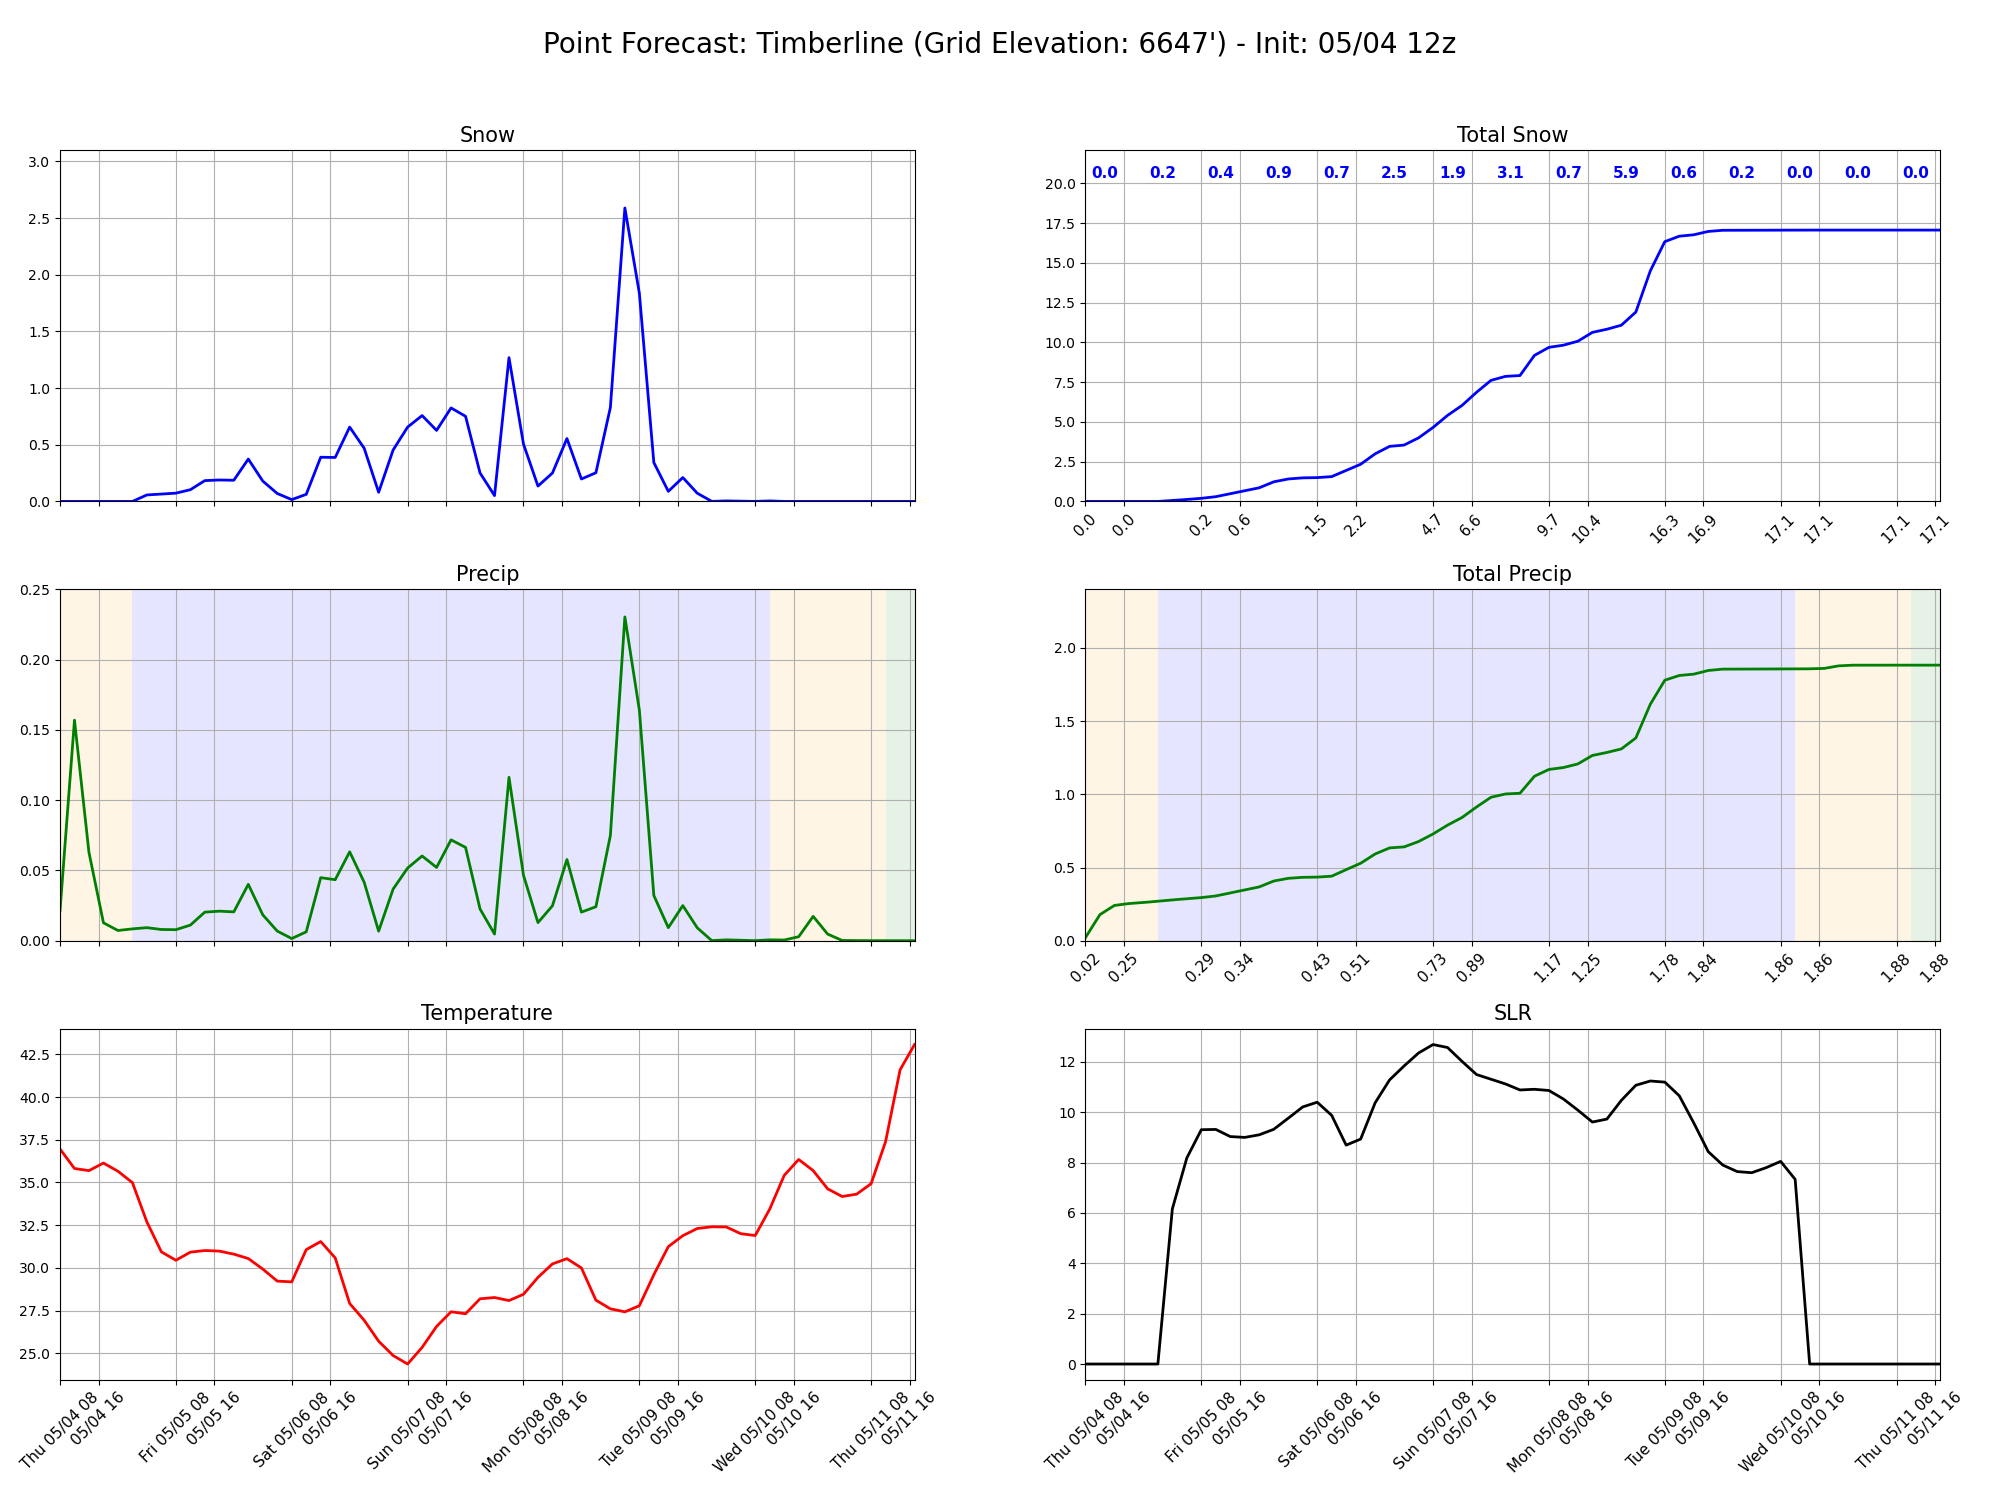 Point Forecast: Timberline (Grid Elevation: 6647') - Init: 05/04 12z
Snow
3.0
2.5
2.0
1.5
1.0
0.5
0.0
Total Snow
0.0 0.2 0.4 0.9 0.7 2.5 1.9 3.1 0.7 5.9 0.6 0.2 0.0 0.0 0.0
20.0
17.5
15.0
12.5
10.0
7.5
5.0
2.5
0.0
0.0 0.0 0.2 0.6 1.5 2.2 4.7 6.6 9.7 10.4 16.3 16.9 17.1 17.1 17.1 17.1
Precip
0.25
0.20
0.15
0.10
0.05
0.00
Total Precip
2.0
1.5
1.0
0.5
0.0
0.02 0.25 0.29 0.34 0.43 0.51 0.73 0.89 1.17 1.25 1.78 1.84 1.86 1.86 1.88 1.88
Temperature
42.5
40.0
37.5
35.0
32.5
30.0
27.5
25.0
Thu 05/04 08
05/04 16
Fri 05/05 08
05/05 16
Sat 05/06 08
05/06 16
Sun 05/07 08
05/07 16
Mon 05/08 08
05/08 16
Tue 05/09 08
05/09 16
Wed 05/10 08
05/10 16
Thu 05/11 08
05/11 16
SLR
12
10
8
6
4
2
0
Thu 05/04 08
05/04 16
Fri 05/05 08
05/05 16
Sat 05/06 08
05/06 16
Sun 05/07 08
05/07 16
Mon 05/08 08
05/08 16
Tue 05/09 08
05/09 16
Wed 05/10 08
05/10 16
Thu 05/11 08
05/11 16